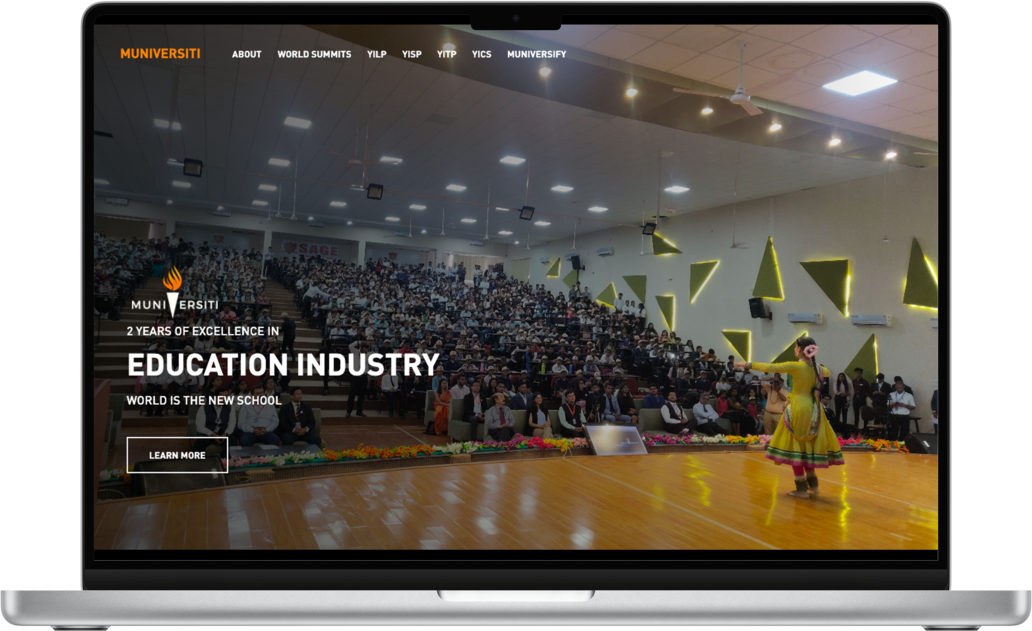 MUNIVERSITI ABOUT WORLD SUMMITS YILP YISP YITP YICS MUNIVERSIFY
SAGE
MUNIVERSITI
2 YEARS OF EXCELLENCE IN
EDUCATION INDUSTRY
WORLD IS THE NEW SCHOOL
LEARN MORE